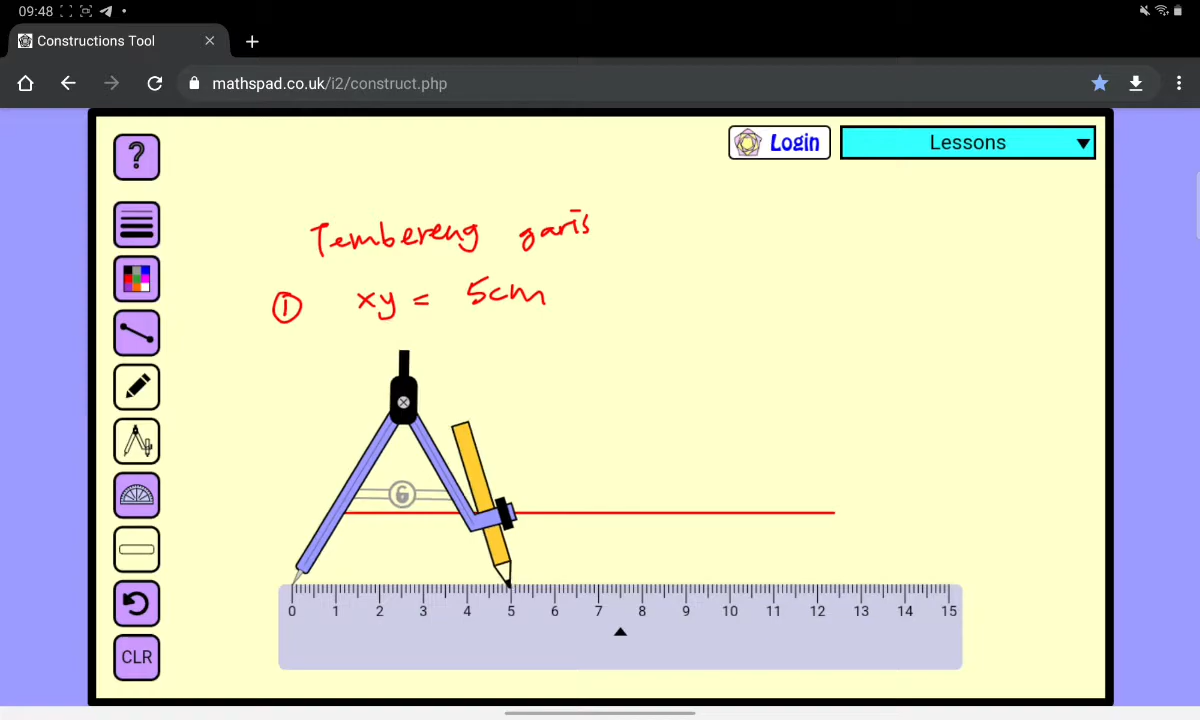 09:48
Constructions Tool
mathspad.co.uk/i2/construct.php
Login
Lessons
?
Tembereng garis
① xy = 5cm
0 1 2 3 4 5 6 7 8 9 10 11 12 13 14 15
CLR